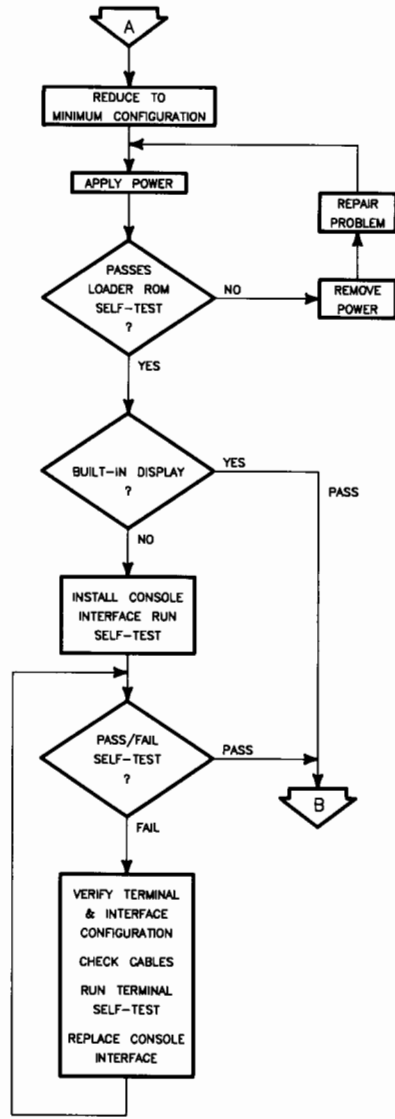 A
REDUCE TO
MINIMUM CONFIGURATION
APPLY POWER
REPAIR
PROBLEM
PASSES
LOADER ROM
SELF-TEST
?
NO
REMOVE
POWER
YES
BUILT-IN DISPLAY
?
YES
PASS
NO
INSTALL CONSOLE
INTERFACE RUN
SELF-TEST
PASS/FAIL
SELF-TEST
?
PASS
B
FAIL
VERIFY TERMINAL
& INTERFACE
CONFIGURATION
CHECK CABLES
RUN TERMINAL
SELF-TEST
REPLACE CONSOLE
INTERFACE